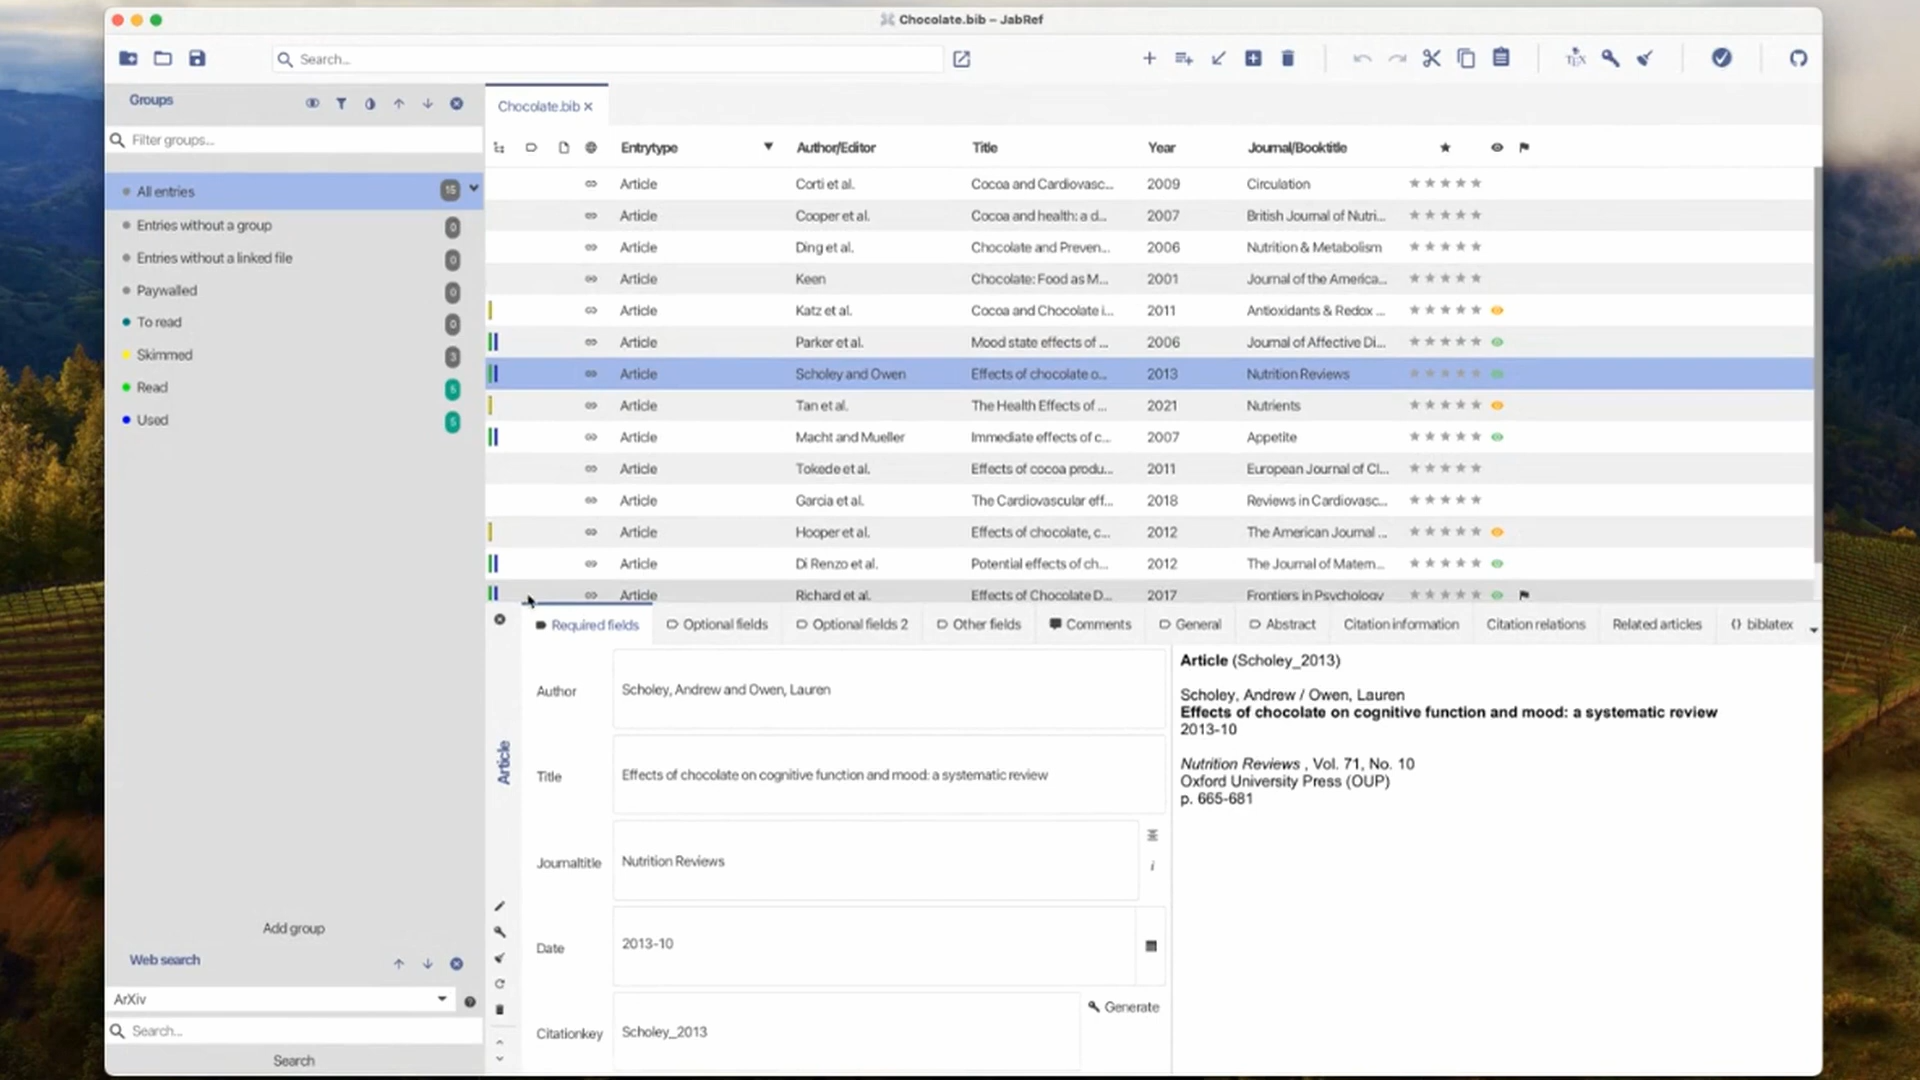 Chocolate.bib – JabRef
Search...
Groups
Filter groups...
All entries 15
Entries without a group 0
Entries without a linked file 0
Paywalled 0
To read 0
Skimmed 3
Read 5
Used 5
Add group
Web search
ArXiv
Search...
Search
Chocolate.bib
Entrytype Author/Editor Title Year Journal/Booktitle
Article Corti et al. Cocoa and Cardiovasc... 2009 Circulation
Article Cooper et al. Cocoa and health: a d... 2007 British Journal of Nutri...
Article Ding et al. Chocolate and Preven... 2006 Nutrition & Metabolism
Article Keen Chocolate: Food as M... 2001 Journal of the America...
Article Katz et al. Cocoa and Chocolate i... 2011 Antioxidants & Redox ...
Article Parker et al. Mood state effects of ... 2006 Journal of Affective Di...
Article Scholey and Owen Effects of chocolate o... 2013 Nutrition Reviews
Article Tan et al. The Health Effects of ... 2021 Nutrients
Article Macht and Mueller Immediate effects of c... 2007 Appetite
Article Tokede et al. Effects of cocoa produ... 2011 European Journal of Cl...
Article Garcia et al. The Cardiovascular eff... 2018 Reviews in Cardiovasc...
Article Hooper et al. Effects of chocolate, c... 2012 The American Journal ...
Article Di Renzo et al. Potential effects of ch... 2012 The Journal of Matern...
Article Richard et al. Effects of Chocolate D... 2017 Frontiers in Psychology
Required fields Optional fields Optional fields 2 Other fields Comments General Abstract Citation information Citation relations Related articles {} biblatex
Article
Author Scholey, Andrew and Owen, Lauren
Title Effects of chocolate on cognitive function and mood: a systematic review
Journaltitle Nutrition Reviews
Date 2013-10
Citationkey Scholey_2013
Generate
Article (Scholey_2013)
Scholey, Andrew / Owen, Lauren
Effects of chocolate on cognitive function and mood: a systematic review
2013-10
Nutrition Reviews , Vol. 71, No. 10
Oxford University Press (OUP)
p. 665-681